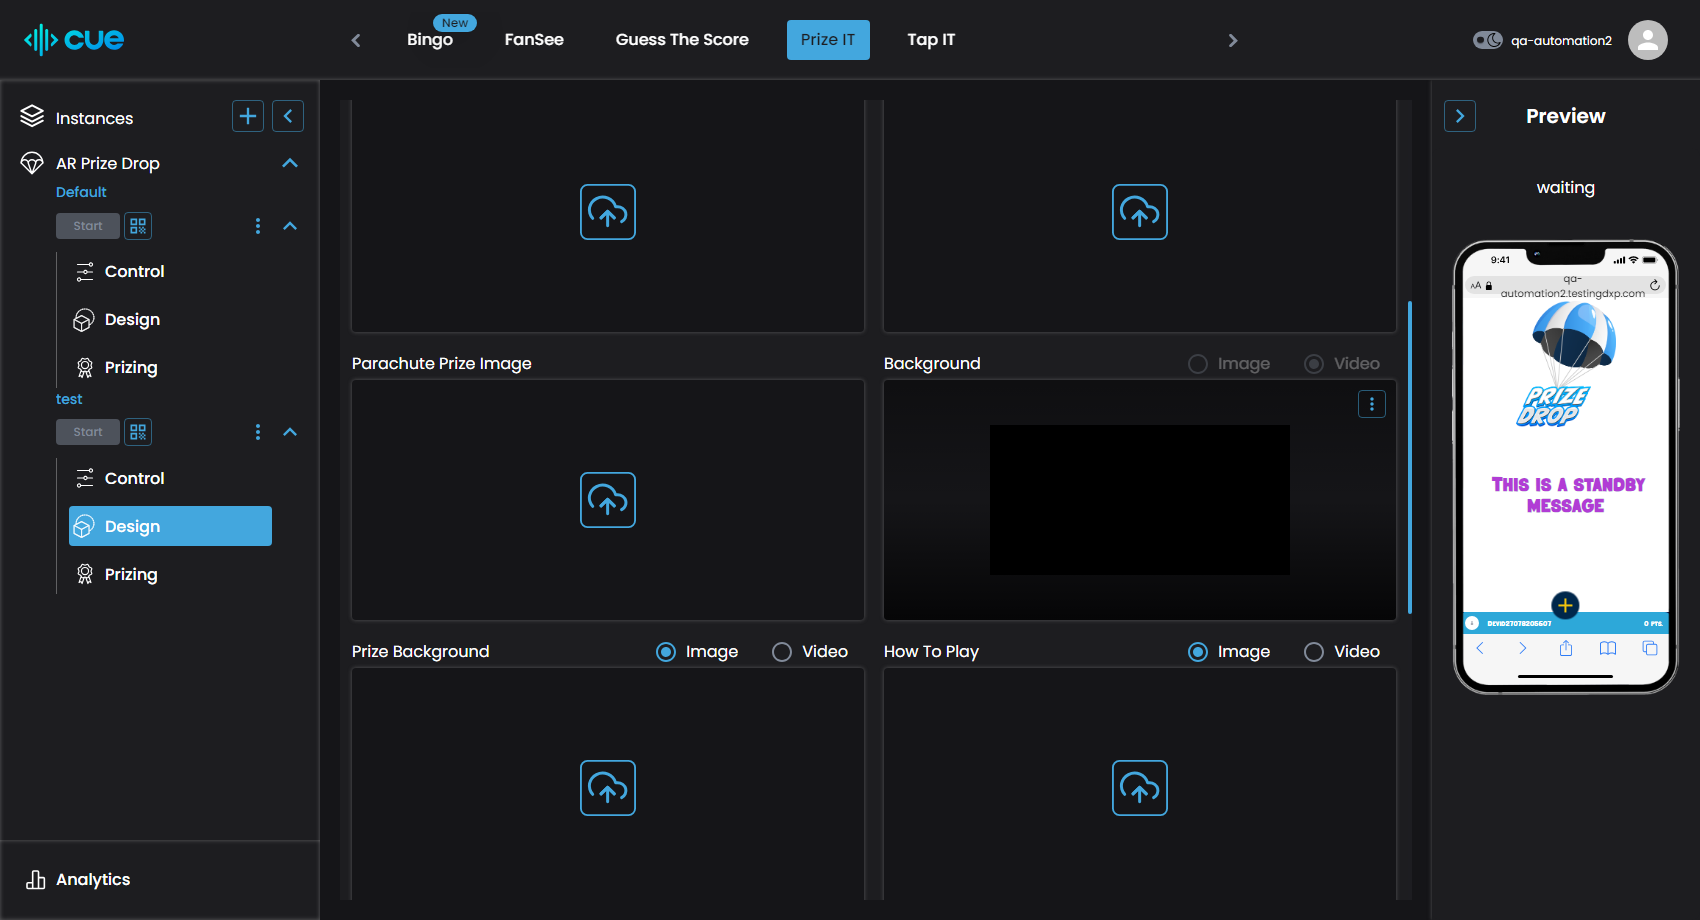 cue
New
Bingo
FanSee
Guess The Score
Prize IT
Tap IT
qa-automation2
Instances
AR Prize Drop
Default
Start
Control
Design
Prizing
test
Start
Control
Design
Prizing
Analytics
Parachute Prize Image
Background
Image
Video
Prize Background
Image
Video
How To Play
Image
Video
Preview
waiting
9:41
AA
qa-
automation2.testingdxp.com
PRIZE
DROP
THIS IS A STANDBY
MESSAGE
0 PTS.